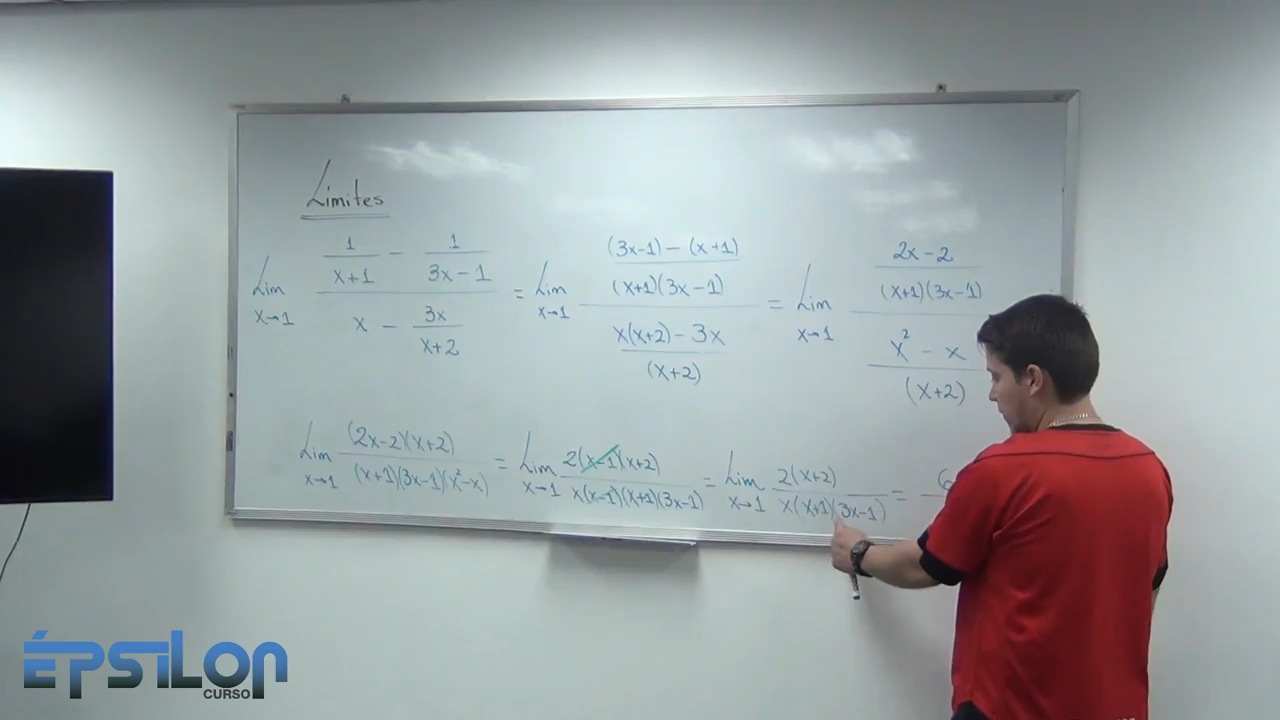 Límites
Lim x→1 (1/(x+1) - 1/(3x-1)) / (x - 3x/(x+2)) = Lim x→1 (((3x-1)-(x+1))/((x+1)(3x-1))) / ((x(x+2)-3x)/(x+2)) = Lim x→1 ((2x-2)/((x+1)(3x-1))) / ((x²-x)/(x+2))
Lim x→1 ((2x-2)(x+2))/((x+1)(3x-1)(x²-x)) = Lim x→1 (2(x-1)(x+2))/(x(x-1)(x+1)(3x-1)) = Lim x→1 (2(x+2))/(x(x+1)(3x-1)) = 6
ÉPSILON
CURSO